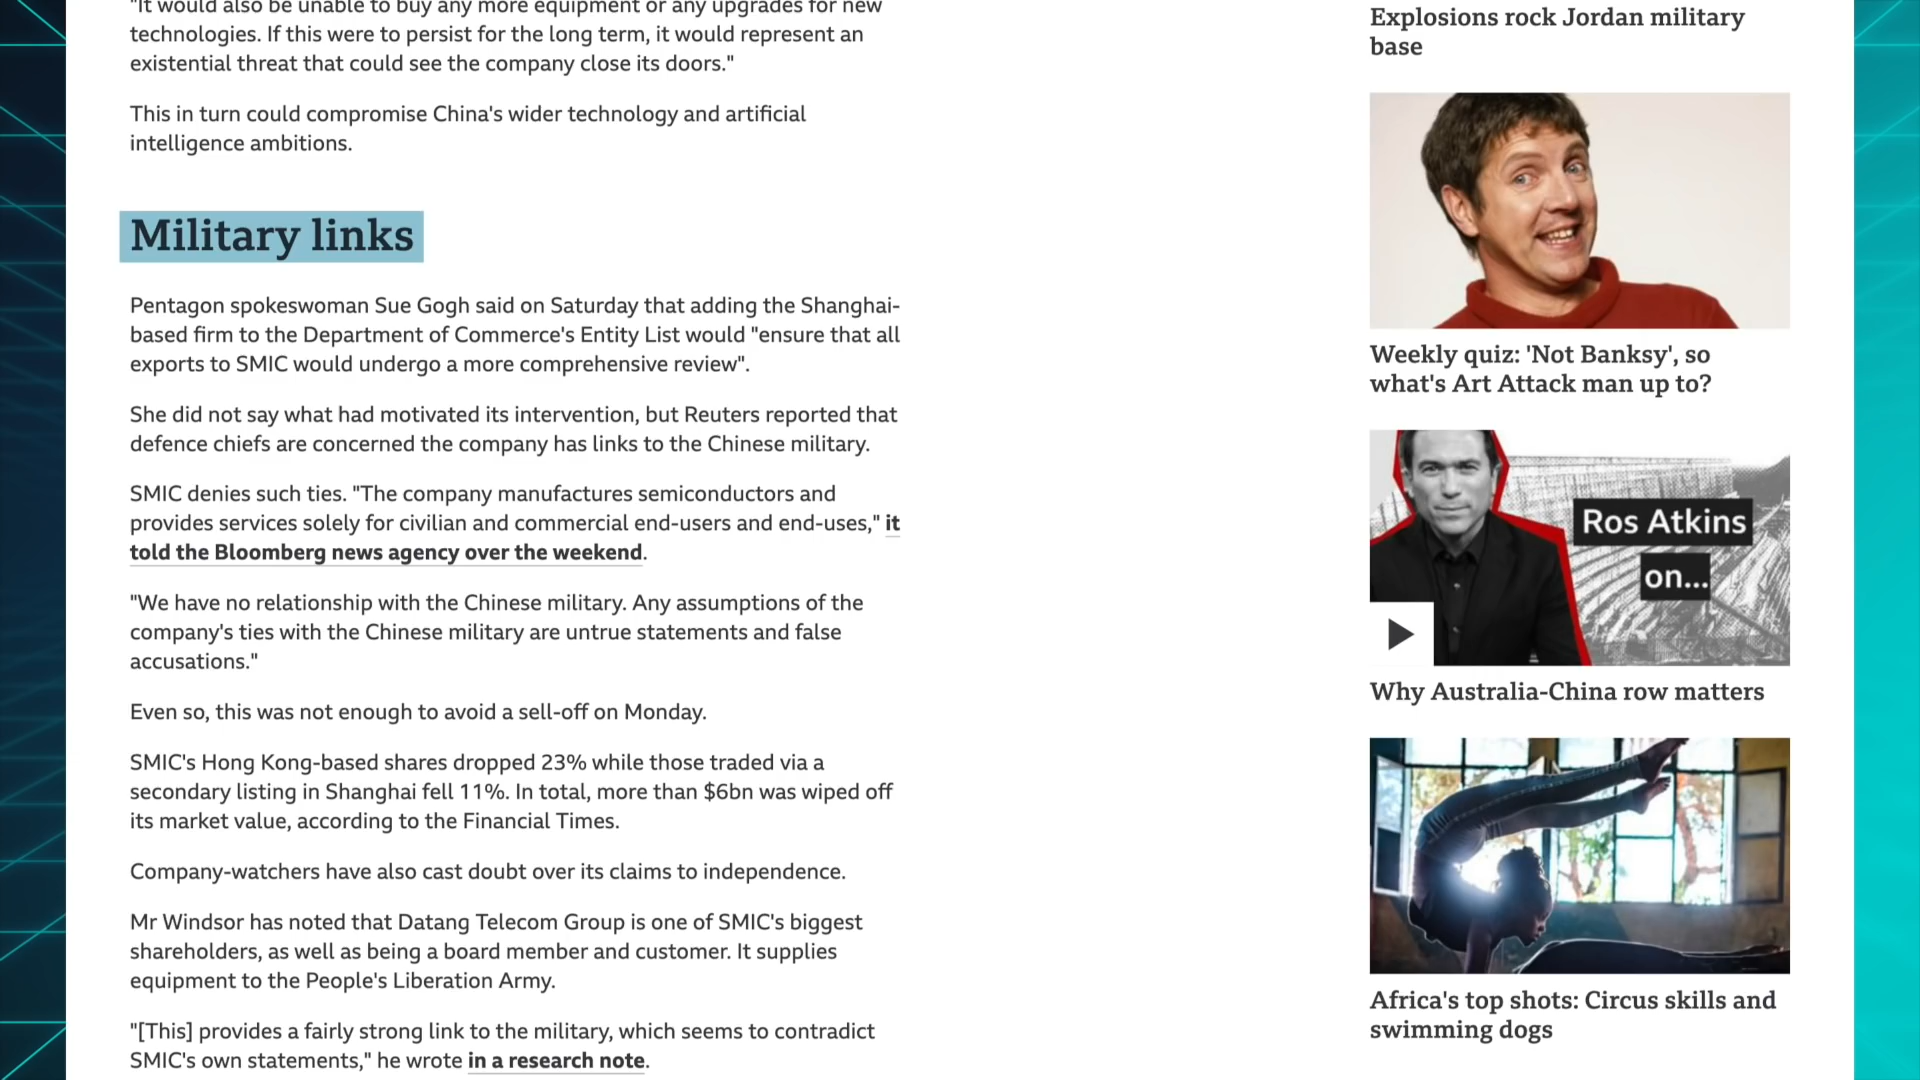 "It would also be unable to buy any more equipment or any upgrades for new
technologies. If this were to persist for the long term, it would represent an
existential threat that could see the company close its doors."
This in turn could compromise China's wider technology and artificial
intelligence ambitions.
Military links
Pentagon spokeswoman Sue Gogh said on Saturday that adding the Shanghai-
based firm to the Department of Commerce's Entity List would "ensure that all
exports to SMIC would undergo a more comprehensive review".
She did not say what had motivated its intervention, but Reuters reported that
defence chiefs are concerned the company has links to the Chinese military.
SMIC denies such ties. "The company manufactures semiconductors and
provides services solely for civilian and commercial end-users and end-uses," it
told the Bloomberg news agency over the weekend.
"We have no relationship with the Chinese military. Any assumptions of the
company's ties with the Chinese military are untrue statements and false
accusations."
Even so, this was not enough to avoid a sell-off on Monday.
SMIC's Hong Kong-based shares dropped 23% while those traded via a
secondary listing in Shanghai fell 11%. In total, more than $6bn was wiped off
its market value, according to the Financial Times.
Company-watchers have also cast doubt over its claims to independence.
Mr Windsor has noted that Datang Telecom Group is one of SMIC's biggest
shareholders, as well as being a board member and customer. It supplies
equipment to the People's Liberation Army.
"[This] provides a fairly strong link to the military, which seems to contradict
SMIC's own statements," he wrote in a research note.
Explosions rock Jordan military
base
Weekly quiz: 'Not Banksy', so
what's Art Attack man up to?
Ros Atkins
on...
Why Australia-China row matters
Africa's top shots: Circus skills and
swimming dogs